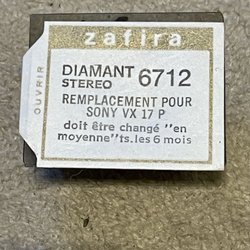 zafira
OUVRIR
DIAMANT 6712
STEREO
REMPLACEMENT POUR
SONY VX 17 P
doit être changé "en
moyenne"ts.les 6 mois